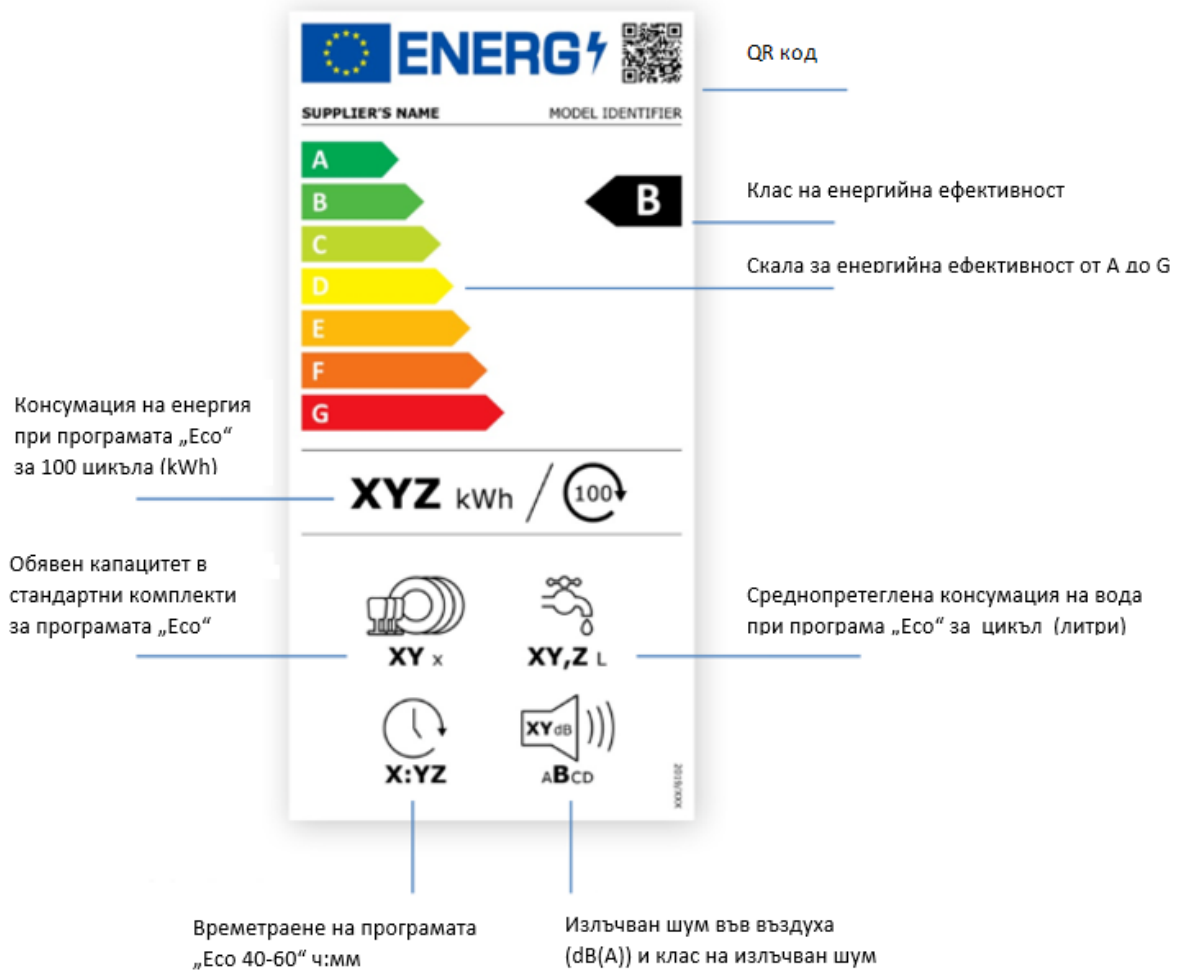 ENERG
QR код
SUPPLIER'S NAME
MODEL IDENTIFIER
A
B
B
Клас на енергийна ефективност
C
Скала за енергийна ефективност от A до G
D
E
F
G
Консумация на енергия
при програмата „Eco“
за 100 цикъла (kWh)
XYZ kWh / 100
Обявен капацитет в
стандартни комплекти
за програмата „Eco“
XY x
XY,Z L
Среднопретеглена консумация на вода
при програма „Eco“ за цикъл (литри)
X:YZ
XY dB
ABCD
2019/XXX
Времетраене на програмата
„Eco 40-60“ ч:мм
Излъчван шум във въздуха
(dB(A)) и клас на излъчван шум